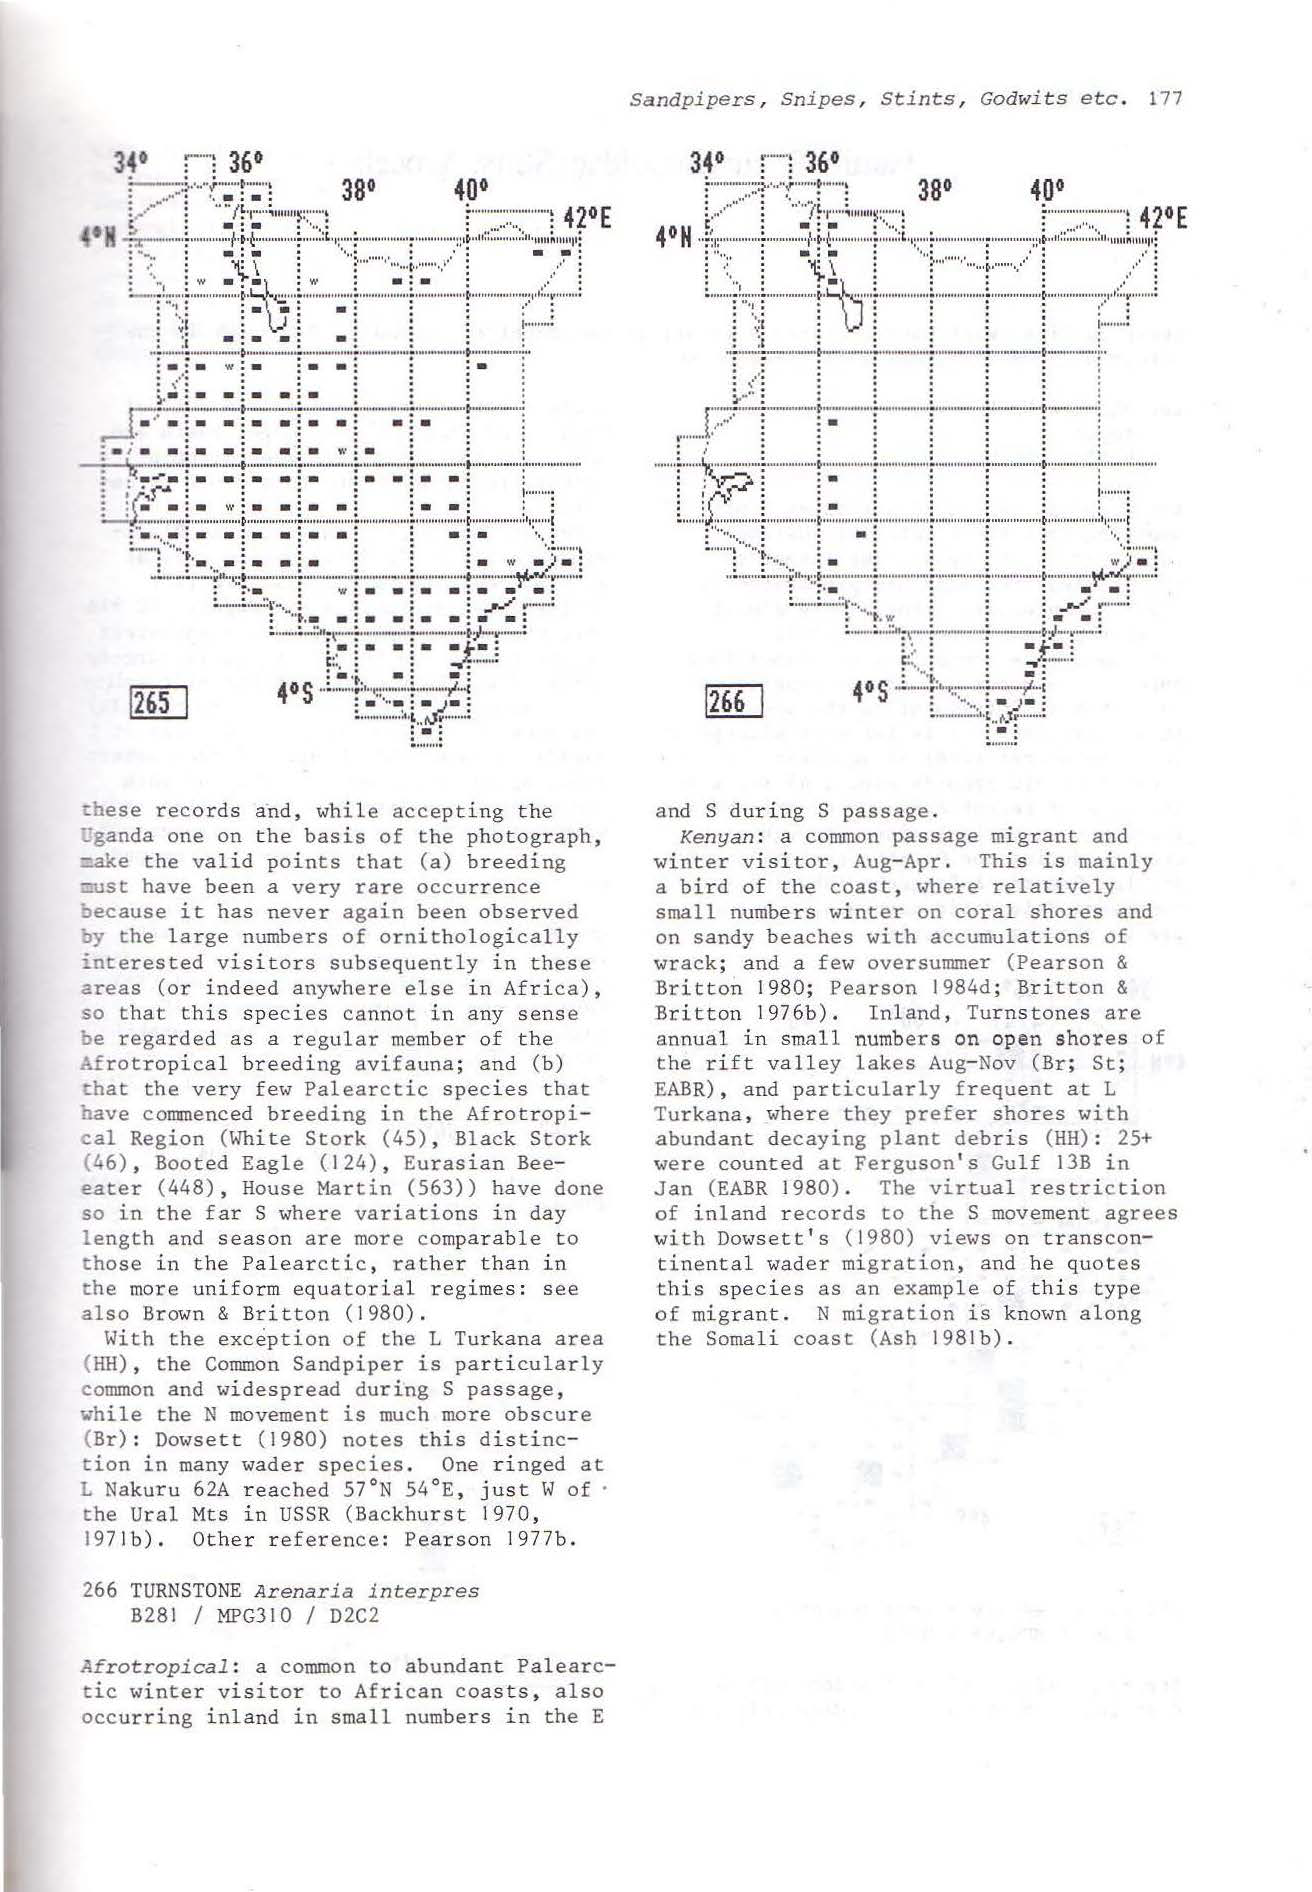 Sandpipers, Snipes, Stints, Godwits etc. 177
34° 36°
38° 40°
42°E
4°N
265
4°S
34° 36°
38° 40°
42°E
4°N
266
4°S
these records and, while accepting the
Uganda one on the basis of the photograph,
make the valid points that (a) breeding
must have been a very rare occurrence
because it has never again been observed
by the large numbers of ornithologically
interested visitors subsequently in these
areas (or indeed anywhere else in Africa),
so that this species cannot in any sense
be regarded as a regular member of the
Afrotropical breeding avifauna; and (b)
that the very few Palearctic species that
have commenced breeding in the Afrotropi-
cal Region (White Stork (45), Black Stork
(46), Booted Eagle (124), Eurasian Bee-
eater (448), House Martin (563)) have done
so in the far S where variations in day
length and season are more comparable to
those in the Palearctic, rather than in
the more uniform equatorial regimes: see
also Brown & Britton (1980).
With the exception of the L Turkana area
(HH), the Common Sandpiper is particularly
common and widespread during S passage,
while the N movement is much more obscure
(Br): Dowsett (1980) notes this distinc-
tion in many wader species. One ringed at
L Nakuru 62A reached 57°N 54°E, just W of
the Ural Mts in USSR (Backhurst 1970,
1971b). Other reference: Pearson 1977b.
266 TURNSTONE Arenaria interpres
B281 / MPG310 / D2C2
Afrotropical: a common to abundant Palearc-
tic winter visitor to African coasts, also
occurring inland in small numbers in the E
and S during S passage.
Kenyan: a common passage migrant and
winter visitor, Aug-Apr. This is mainly
a bird of the coast, where relatively
small numbers winter on coral shores and
on sandy beaches with accumulations of
wrack; and a few oversummer (Pearson &
Britton 1980; Pearson 1984d; Britton &
Britton 1976b). Inland, Turnstones are
annual in small numbers on open shores of
the rift valley lakes Aug-Nov (Br; St;
EABR), and particularly frequent at L
Turkana, where they prefer shores with
abundant decaying plant debris (HH): 25+
were counted at Ferguson's Gulf 13B in
Jan (EABR 1980). The virtual restriction
of inland records to the S movement agrees
with Dowsett's (1980) views on transcon-
tinental wader migration, and he quotes
this species as an example of this type
of migrant. N migration is known along
the Somali coast (Ash 1981b).